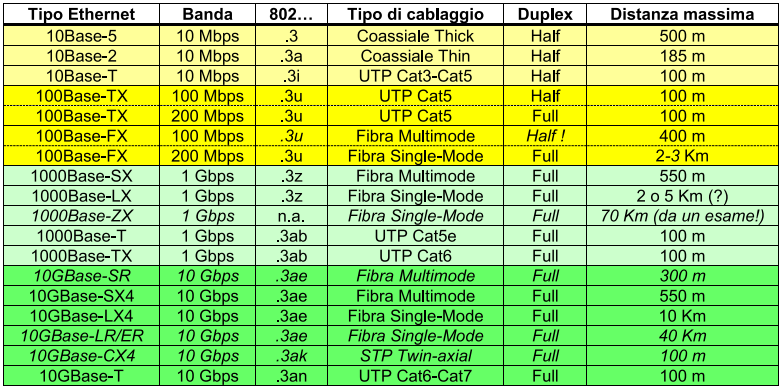 Tipo Ethernet Banda 802… Tipo di cablaggio Duplex Distanza massima
10Base-5 10 Mbps .3 Coassiale Thick Half 500 m
10Base-2 10 Mbps .3a Coassiale Thin Half 185 m
10Base-T 10 Mbps .3i UTP Cat3-Cat5 Half 100 m
100Base-TX 100 Mbps .3u UTP Cat5 Half 100 m
100Base-TX 200 Mbps .3u UTP Cat5 Full 100 m
100Base-FX 100 Mbps .3u Fibra Multimode Half ! 400 m
100Base-FX 200 Mbps .3u Fibra Single-Mode Full 2-3 Km
1000Base-SX 1 Gbps .3z Fibra Multimode Full 550 m
1000Base-LX 1 Gbps .3z Fibra Single-Mode Full 2 o 5 Km (?)
1000Base-ZX 1 Gbps n.a. Fibra Single-Mode Full 70 Km (da un esame!)
1000Base-T 1 Gbps .3ab UTP Cat5e Full 100 m
1000Base-TX 1 Gbps .3ab UTP Cat6 Full 100 m
10GBase-SR 10 Gbps .3ae Fibra Multimode Full 300 m
10GBase-SX4 10 Gbps .3ae Fibra Multimode Full 550 m
10GBase-LX4 10 Gbps .3ae Fibra Single-Mode Full 10 Km
10GBase-LR/ER 10 Gbps .3ae Fibra Single-Mode Full 40 Km
10GBase-CX4 10 Gbps .3ak STP Twin-axial Full 100 m
10GBase-T 10 Gbps .3an UTP Cat6-Cat7 Full 100 m